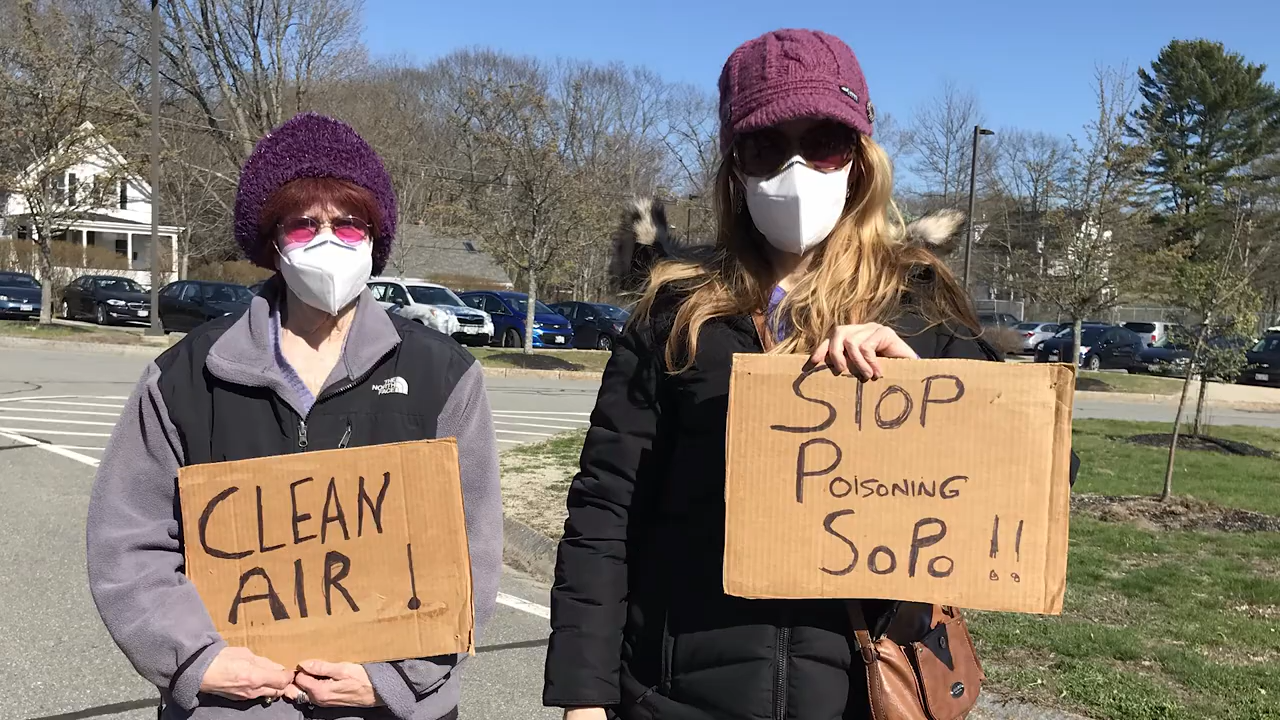 THE
NORTH
FACE
CLEAN
AIR!
STOP
POISONING
SOPO!!